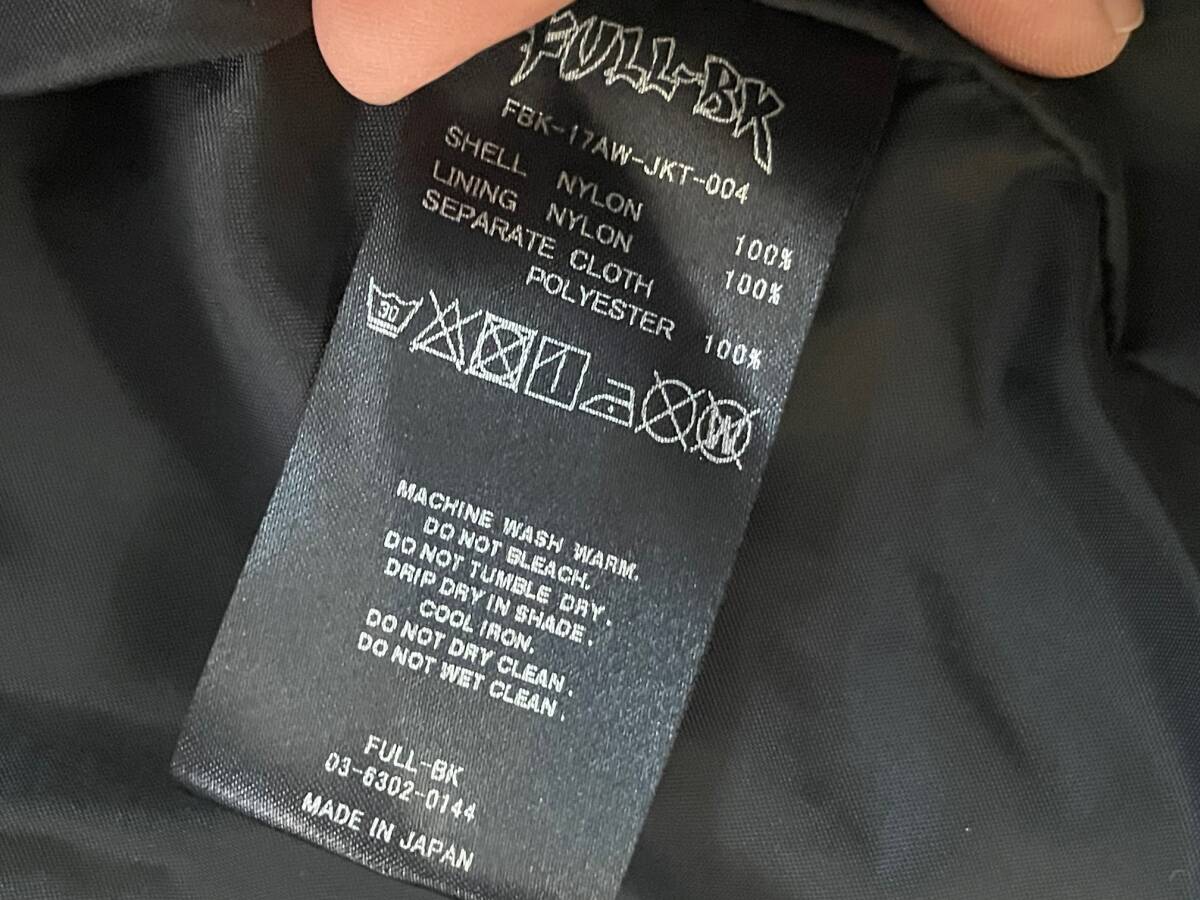 FULL-BK
FBK-17AW-JKT-004
SHELL NYLON 100%
LINING NYLON 100%
SEPARATE CLOTH
POLYESTER 100%
30
MACHINE WASH WARM.
DO NOT BLEACH.
DO NOT TUMBLE DRY.
DRIP DRY IN SHADE.
COOL IRON.
DO NOT DRY CLEAN.
DO NOT WET CLEAN.
FULL-BK
03-6302-0144
MADE IN JAPAN